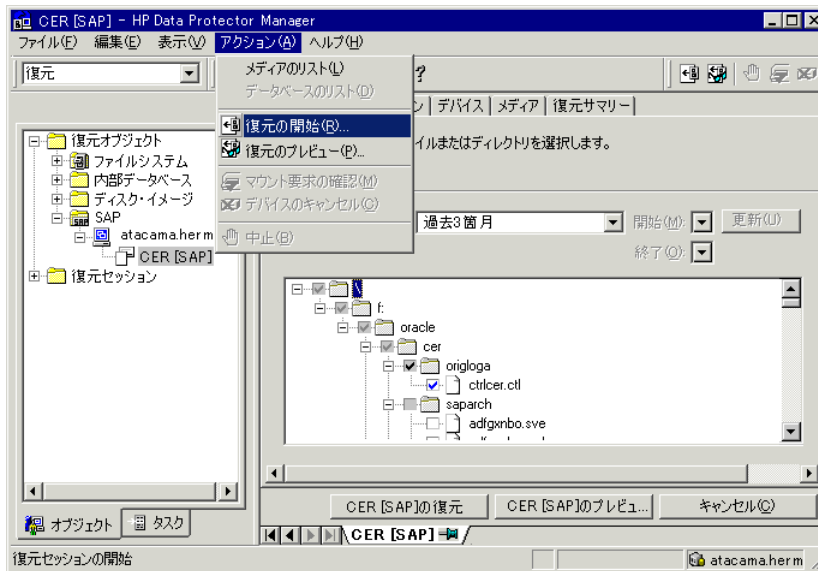 CER [SAP] - HP Data Protector Manager
ファイル(F) 編集(E) 表示(V) アクション(A) ヘルプ(H)
復元
メディアのリスト(L)
データベースのリスト(D)
復元の開始(R)...
復元のプレビュー(P)...
マウント要求の確認(M)
デバイスのキャンセル(C)
中止(B)
デバイス メディア 復元サマリー
イルまたはディレクトリを選択します。
復元オブジェクト
ファイルシステム
内部データベース
ディスク・イメージ
SAP
atacama.herm
CER [SAP]
復元セッション
過去3箇月 開始(M): 更新(U)
終了(O):
\
f:
oracle
cer
origloga
ctrlcer.ctl
saparch
adfgxnbo.sve
CER [SAP]の復元 CER [SAP]のプレビュ... キャンセル(C)
オブジェクト タスク
CER [SAP]
復元セッションの開始 atacama.herm